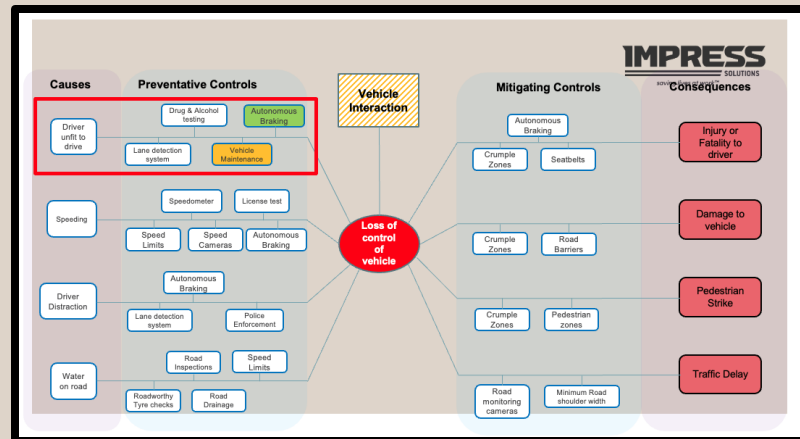 IMPRESS
SOLUTIONS
saving lives at work™
Causes
Preventative Controls
Vehicle
Interaction
Mitigating Controls
Consequences
Driver
unfit to
drive
Drug & Alcohol
testing
Autonomous
Braking
Lane detection
system
Vehicle
Maintenance
Speeding
Speedometer
License test
Speed
Limits
Speed
Cameras
Autonomous
Braking
Driver
Distraction
Autonomous
Braking
Lane detection
system
Police
Enforcement
Water
on road
Road
Inspections
Speed
Limits
Roadworthy
Tyre checks
Road
Drainage
Loss of
control
of
vehicle
Autonomous
Braking
Crumple
Zones
Seatbelts
Injury or
Fatality to
driver
Crumple
Zones
Road
Barriers
Damage to
vehicle
Crumple
Zones
Pedestrian
zones
Pedestrian
Strike
Road
monitoring
cameras
Minimum Road
shoulder width
Traffic Delay